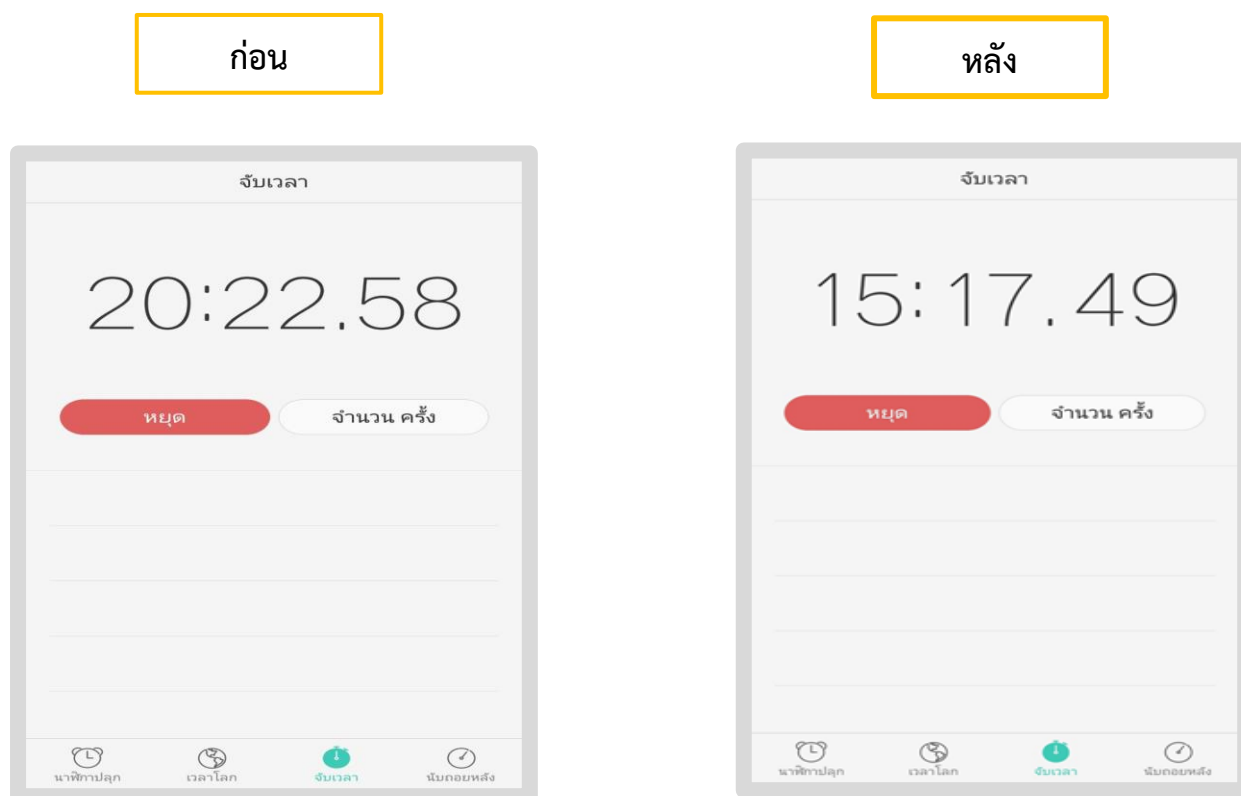 ก่อน
หลัง
จับเวลา
20:22.58
หยุด
จำนวน ครั้ง
นาฬิกาปลุก
เวลาโลก
จับเวลา
นับถอยหลัง
จับเวลา
15:17.49
หยุด
จำนวน ครั้ง
นาฬิกาปลุก
เวลาโลก
จับเวลา
นับถอยหลัง